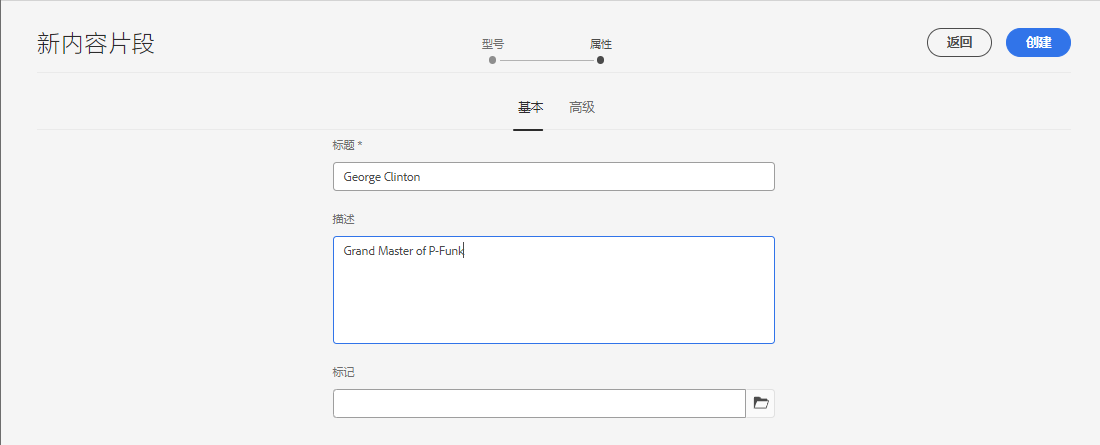 新内容片段
型号
属性
返回
创建
基本
高级
标题 *
George Clinton
描述
Grand Master of P-Funk
标记